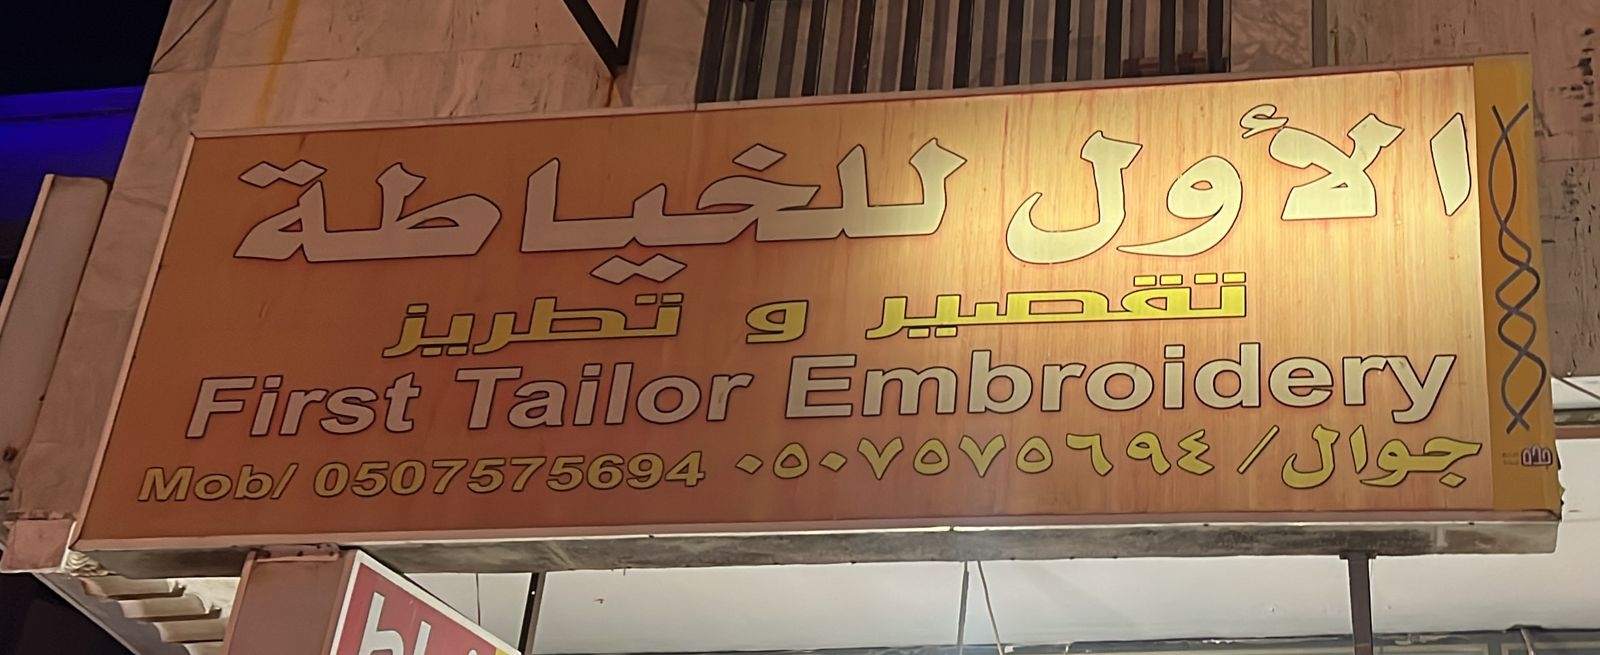 الأول للخياطة
تقصير و تطريز
First Tailor Embroidery
Mob/ 0507575694
جوال/ ٠٥٠٧٥٧٥٦٩٤